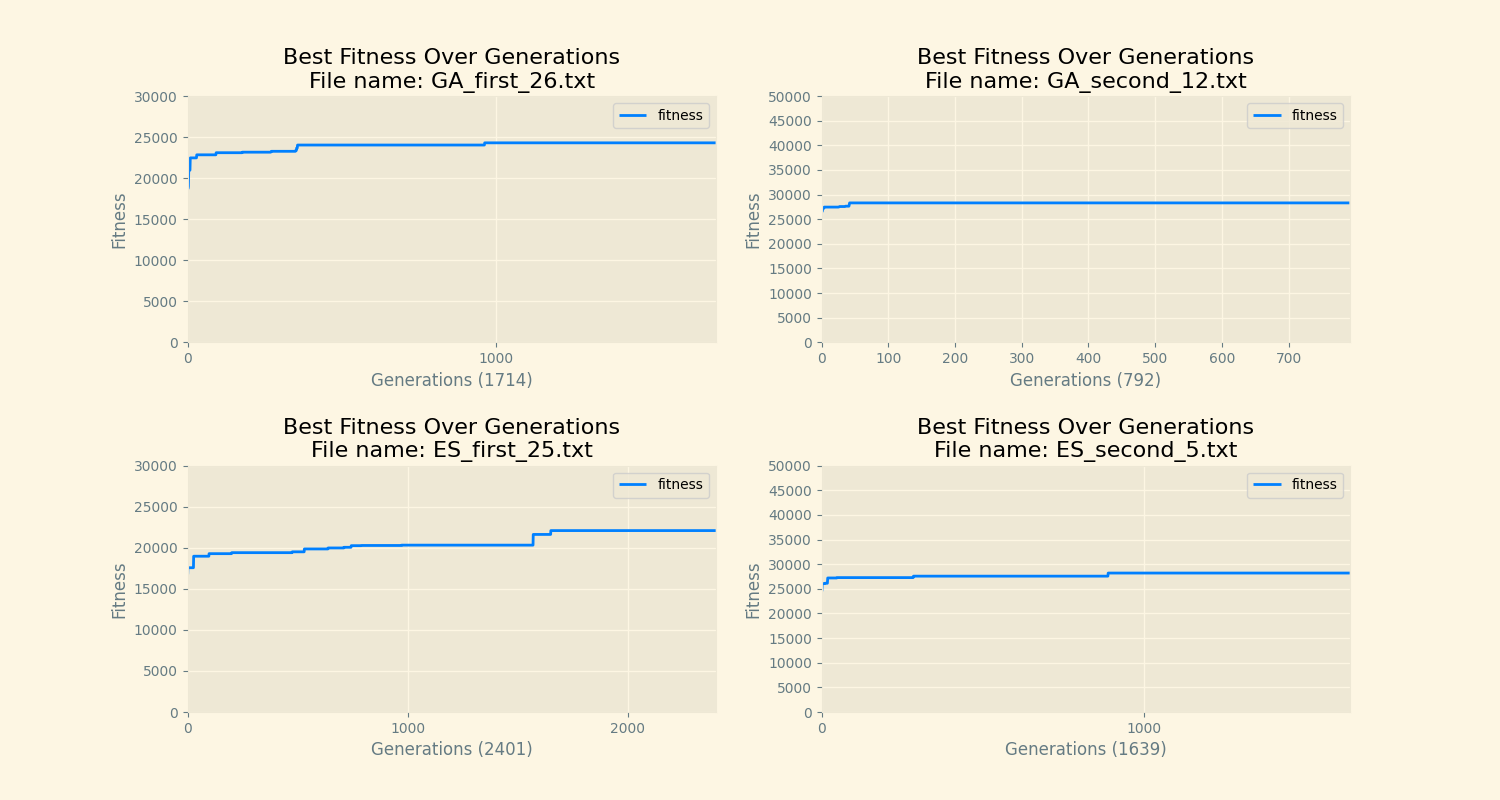 Best Fitness Over Generations
File name: GA_first_26.txt
30000
25000
20000
15000
10000
5000
0
Fitness
fitness
0
1000
Generations (1714)
Best Fitness Over Generations
File name: GA_second_12.txt
50000
45000
40000
35000
30000
25000
20000
15000
10000
5000
0
Fitness
fitness
0
100
200
300
400
500
600
700
Generations (792)
Best Fitness Over Generations
File name: ES_first_25.txt
30000
25000
20000
15000
10000
5000
0
Fitness
fitness
0
1000
2000
Generations (2401)
Best Fitness Over Generations
File name: ES_second_5.txt
50000
45000
40000
35000
30000
25000
20000
15000
10000
5000
0
Fitness
fitness
0
1000
Generations (1639)